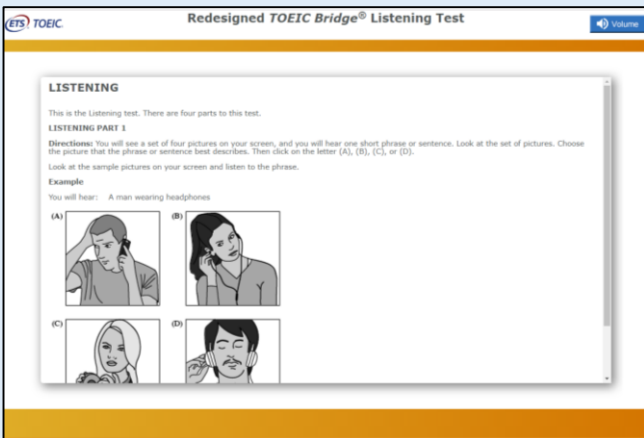 ETS TOEIC.
Redesigned TOEIC Bridge® Listening Test
Volume
LISTENING
This is the Listening test. There are four parts to this test.
LISTENING PART 1
Directions: You will see a set of four pictures on your screen, and you will hear one short phrase or sentence. Look at the set of pictures. Choose
the picture that the phrase or sentence best describes. Then click on the letter (A), (B), (C), or (D).
Look at the sample pictures on your screen and listen to the phrase.
Example
You will hear: A man wearing headphones
(A) (B)
(C) (D)